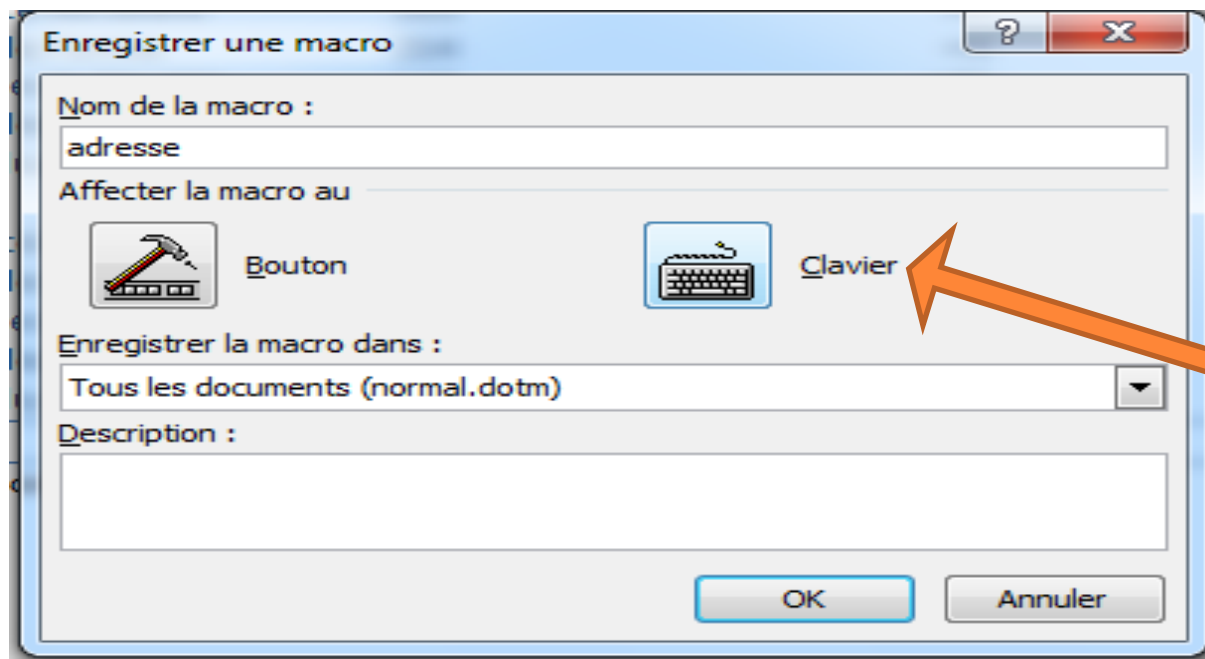 Enregistrer une macro
Nom de la macro :
adresse
Affecter la macro au
Bouton
Clavier
Enregistrer la macro dans :
Tous les documents (normal.dotm)
Description :
OK
Annuler